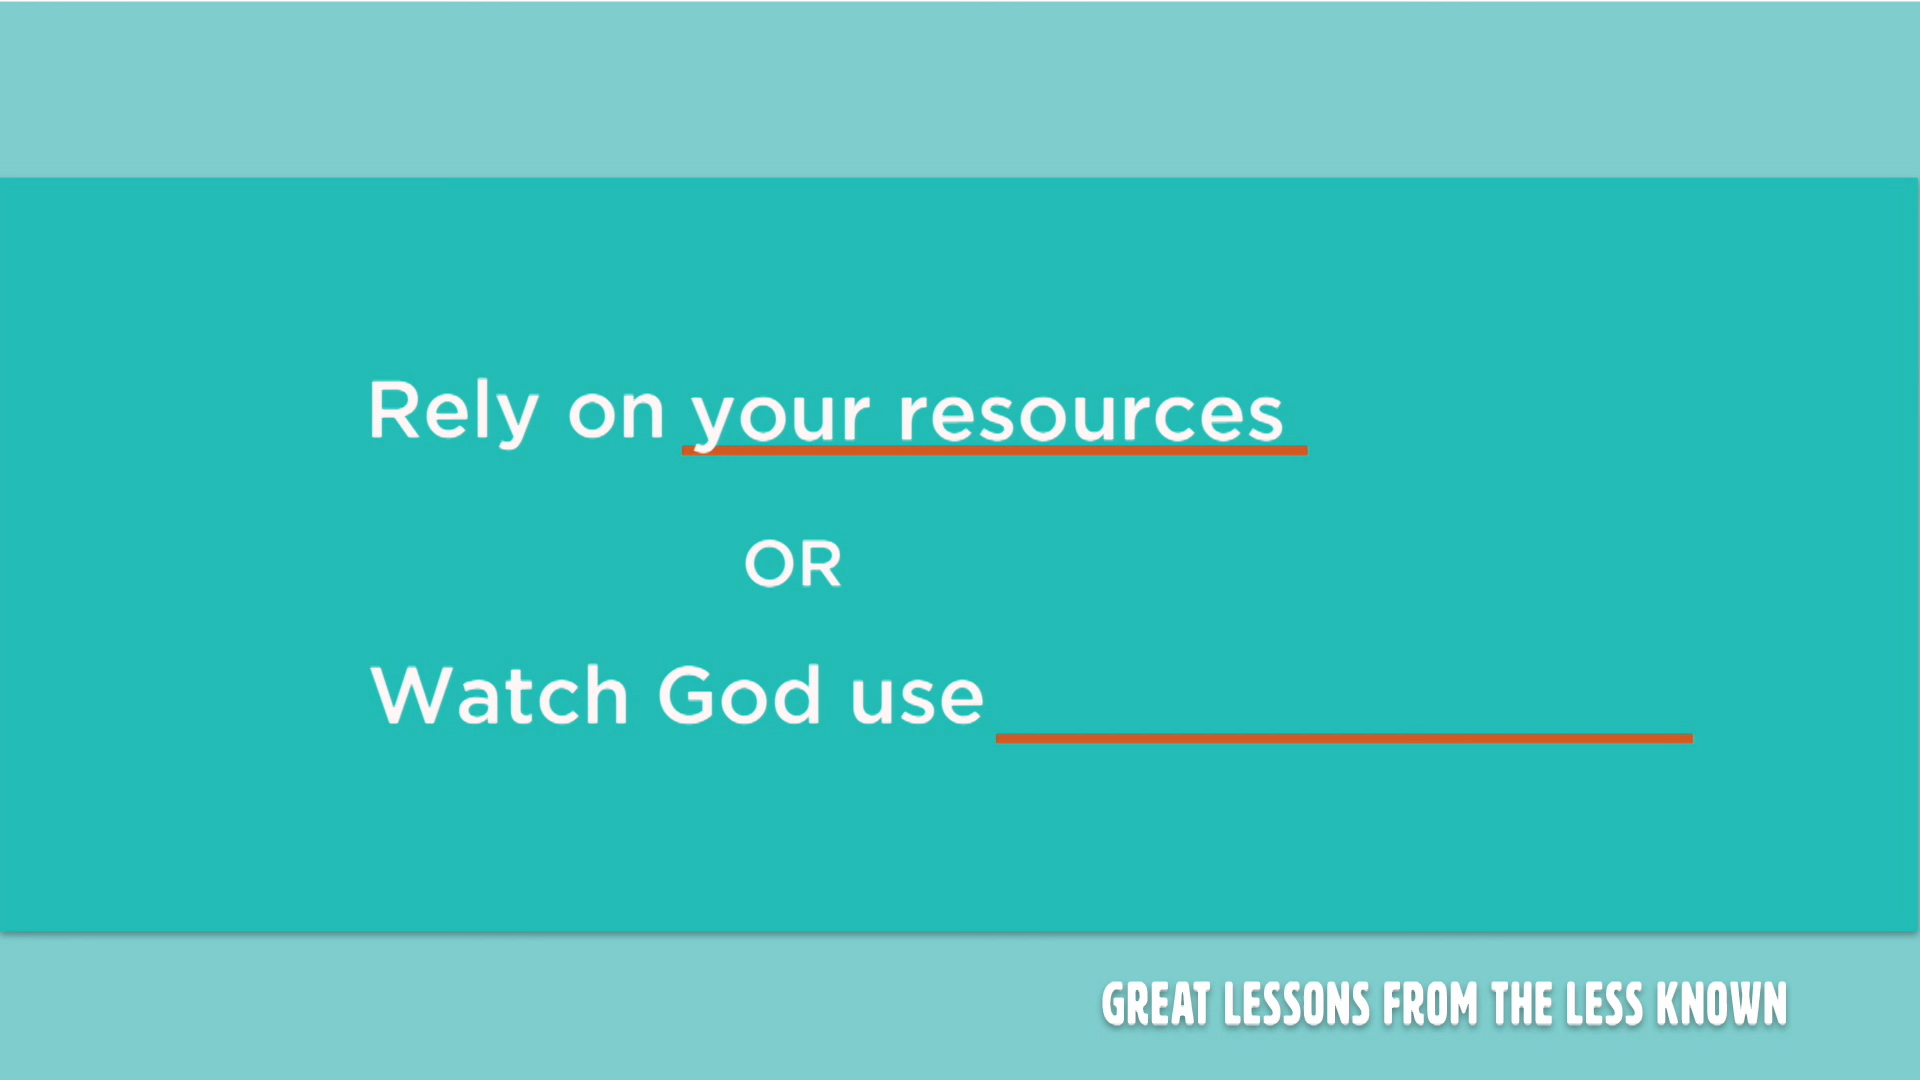 Rely on your resources
OR
Watch God use
GREAT LESSONS FROM THE LESS KNOWN